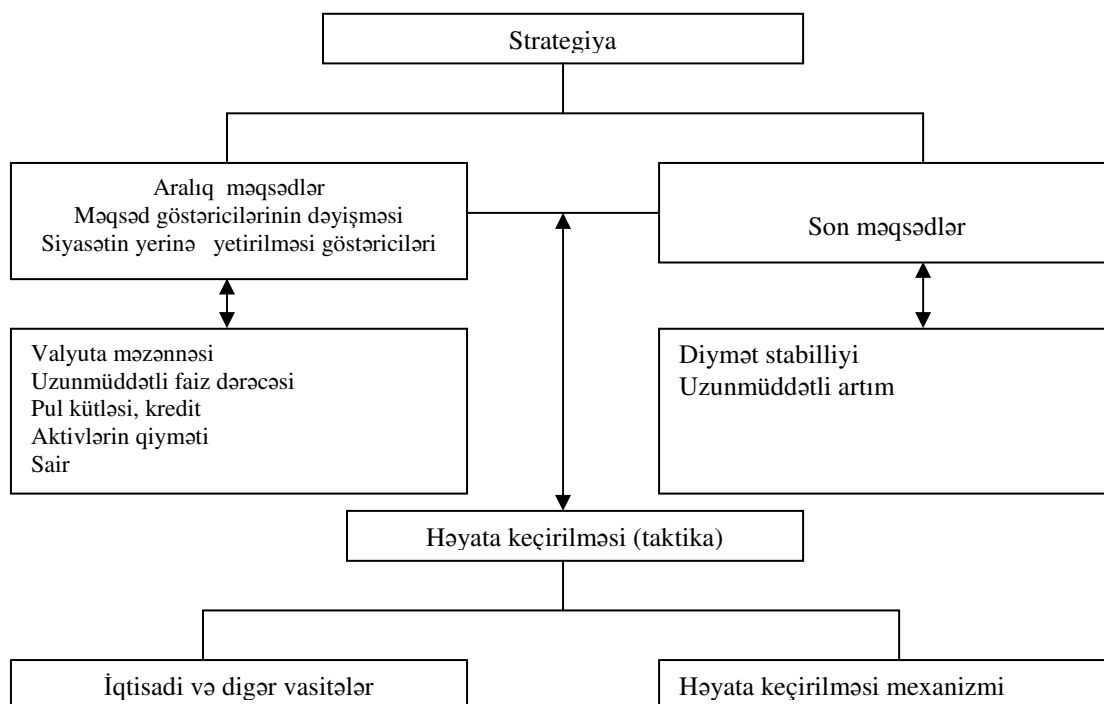 Strategiya
Aralıq məqsədlər
Məqsəd göstəricilərinin dəyişməsi
Siyasətin yerinə yetirilməsi göstəriciləri
Son məqsədlər
Valyuta məzənnəsi
Uzunmüddətli faiz dərəcəsi
Pul kütləsi, kredit
Aktivlərin qiyməti
Sair
Diymət stabilliyi
Uzunmüddətli artım
Həyata keçirilməsi (taktika)
İqtisadi və digər vasitələr
Həyata keçirilməsi mexanizmi